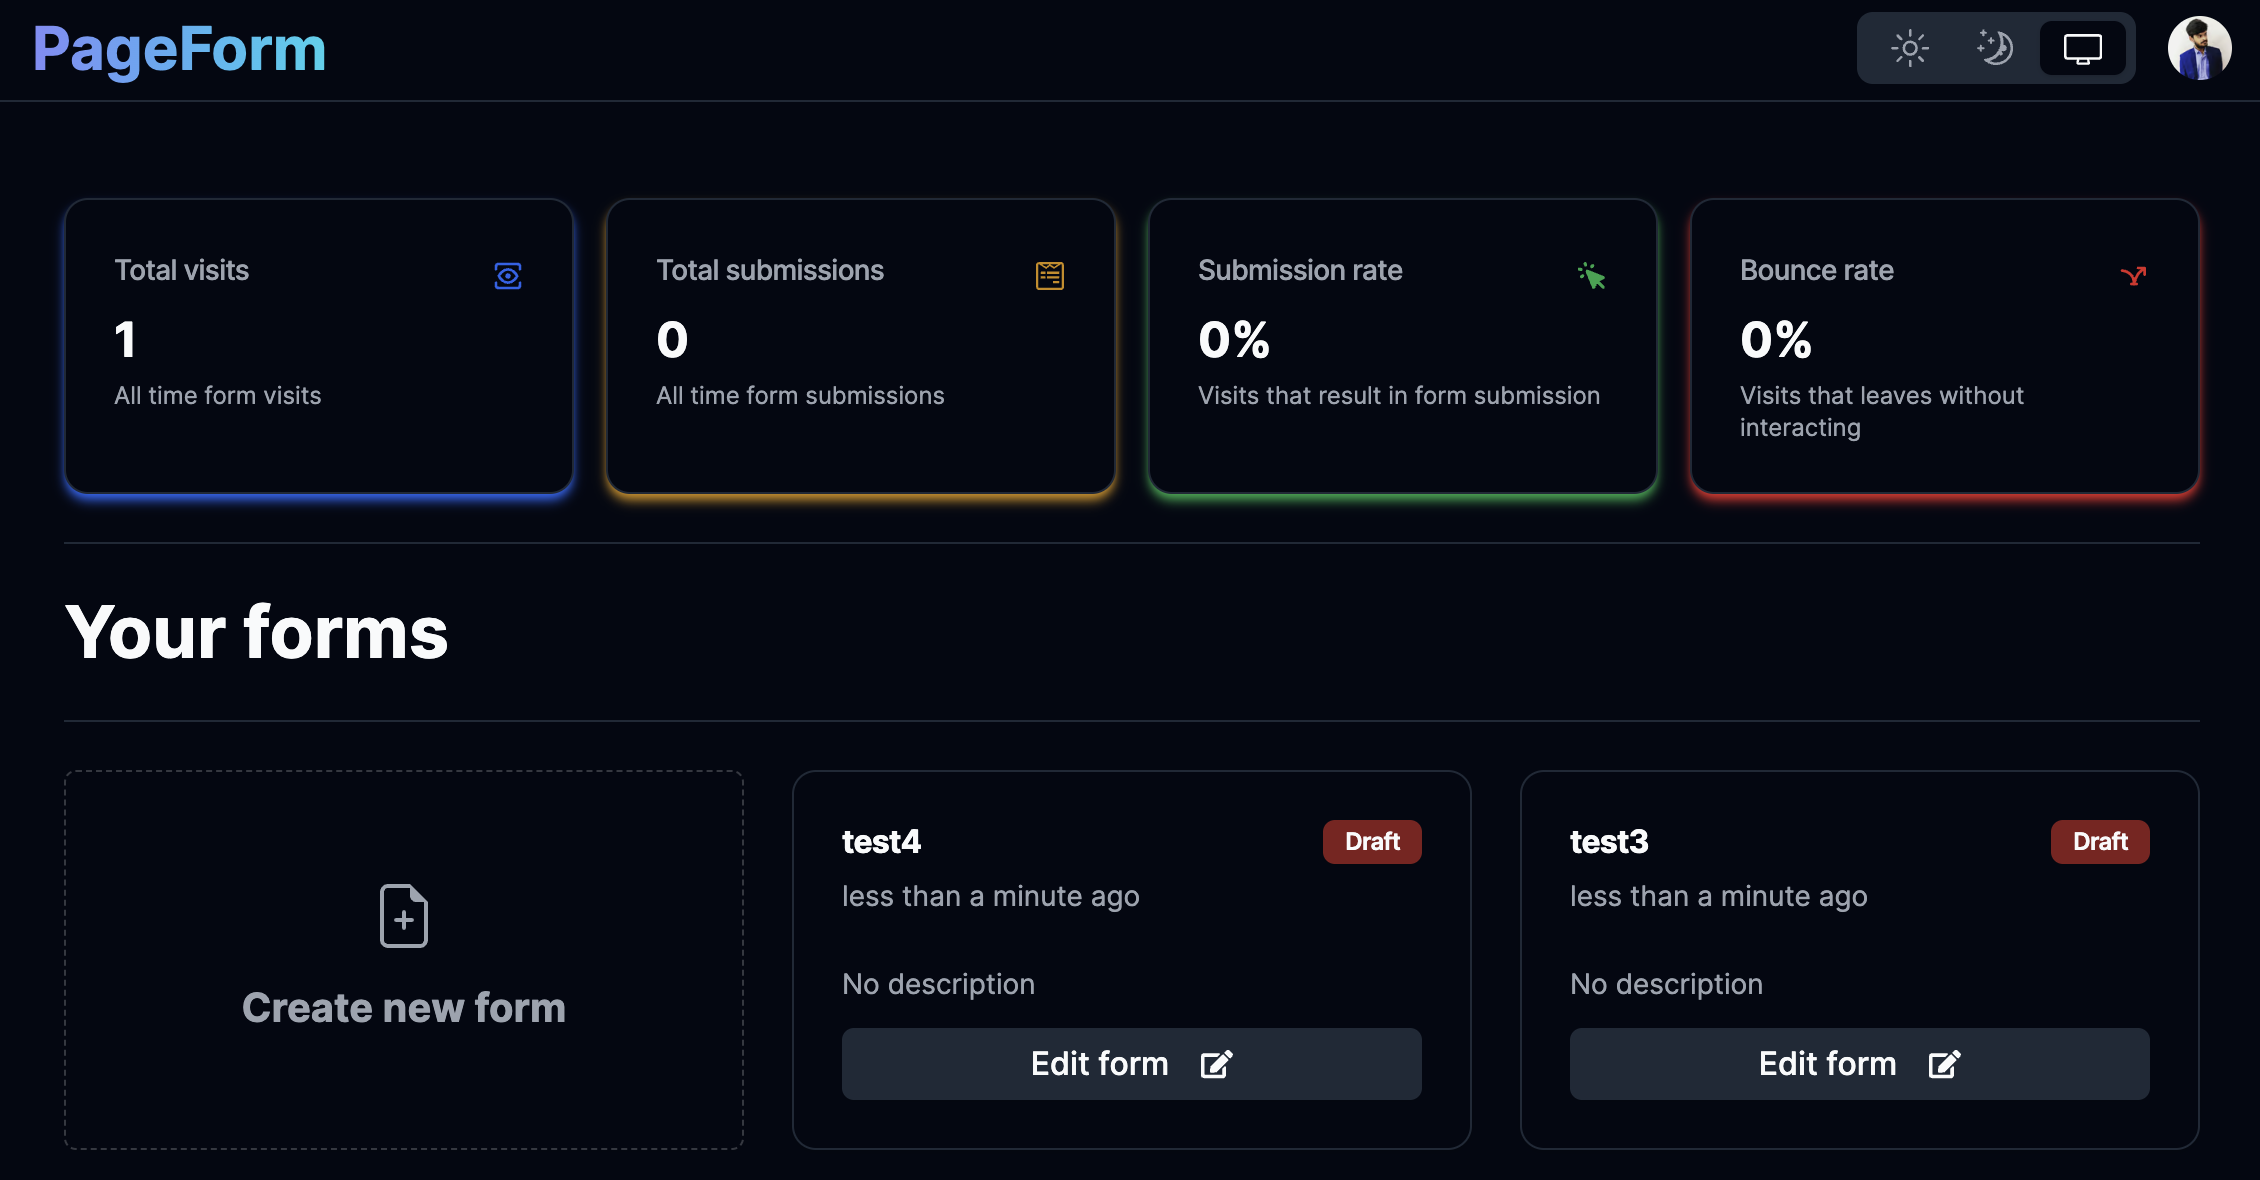 PageForm
Total visits
1
All time form visits
Total submissions
0
All time form submissions
Submission rate
0%
Visits that result in form submission
Bounce rate
0%
Visits that leaves without
interacting
Your forms
Create new form
test4
Draft
less than a minute ago
No description
Edit form
test3
Draft
less than a minute ago
No description
Edit form